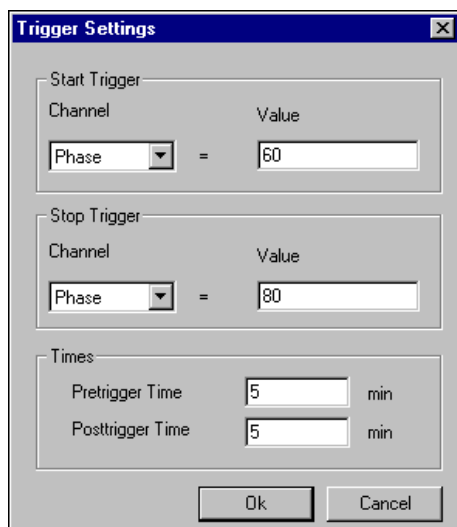 Trigger Settings
Start Trigger
Channel Value
Phase = 60
Stop Trigger
Channel Value
Phase = 80
Times
Pretrigger Time 5 min
Posttrigger Time 5 min
Ok Cancel